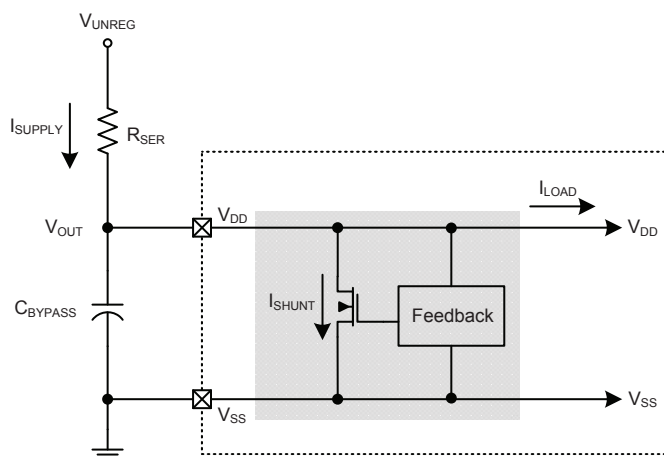 VUNREG
ISUPPLY
RSER
ILOAD
VOUT
VDD
VDD
ISHUNT
Feedback
CBYPASS
VSS
VSS